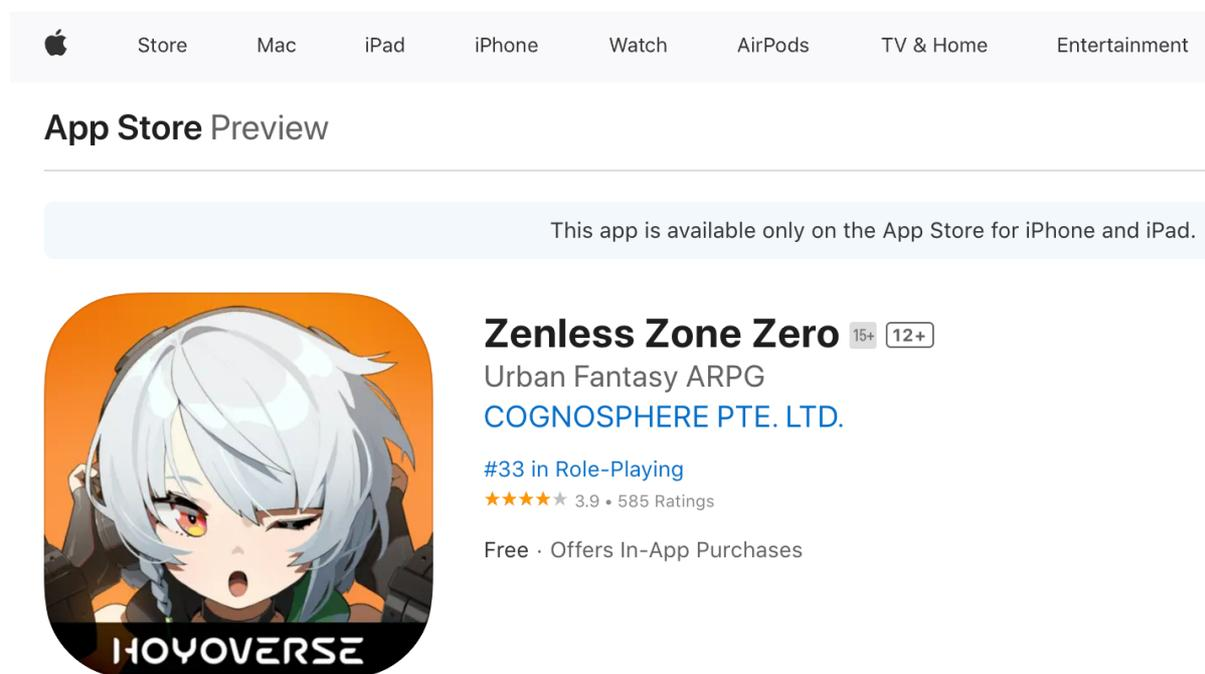 Store Mac iPad iPhone Watch AirPods TV & Home Entertainment
App Store Preview
This app is available only on the App Store for iPhone and iPad.
Zenless Zone Zero 15+ 12+
Urban Fantasy ARPG
COGNOSPHERE PTE. LTD.
#33 in Role-Playing
3.9 • 585 Ratings
Free · Offers In-App Purchases
HOYOVERSE